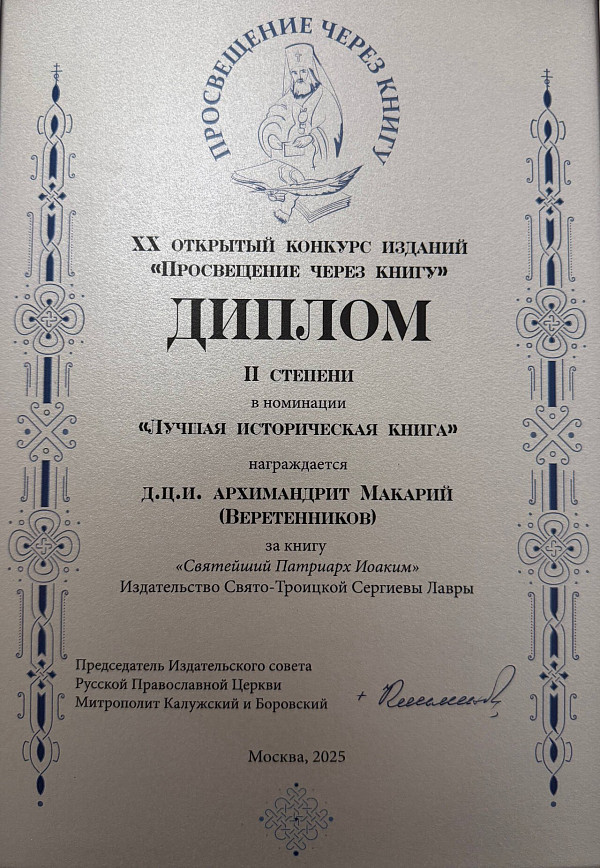 ПРОСВЕЩЕНИЕ ЧЕРЕЗ КНИГУ
XX ОТКРЫТЫЙ КОНКУРС ИЗДАНИЙ
«ПРОСВЕЩЕНИЕ ЧЕРЕЗ КНИГУ»
ДИПЛОМ
II СТЕПЕНИ
в номинации
«ЛУЧШАЯ ИСТОРИЧЕСКАЯ КНИГА»
награждается
Д.Ц.И. АРХИМАНДРИТ МАКАРИЙ
(ВЕРЕТЕННИКОВ)
за книгу
«Святейший Патриарх Иоаким»
Издательство Свято-Троицкой Сергиевы Лавры
Председатель Издательского совета
Русской Православной Церкви
Митрополит Калужский и Боровский
Москва, 2025